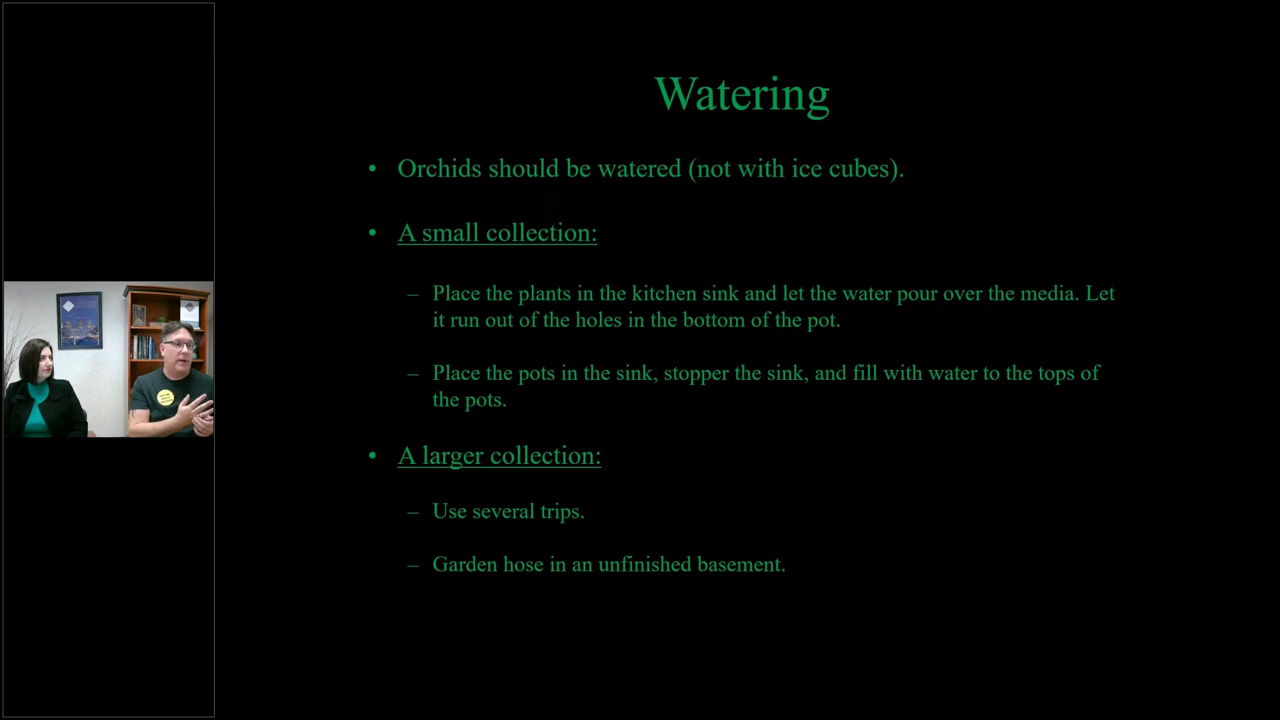 Watering
• Orchids should be watered (not with ice cubes).
• A small collection:
– Place the plants in the kitchen sink and let the water pour over the media. Let
it run out of the holes in the bottom of the pot.
– Place the pots in the sink, stopper the sink, and fill with water to the tops of
the pots.
• A larger collection:
– Use several trips.
– Garden hose in an unfinished basement.